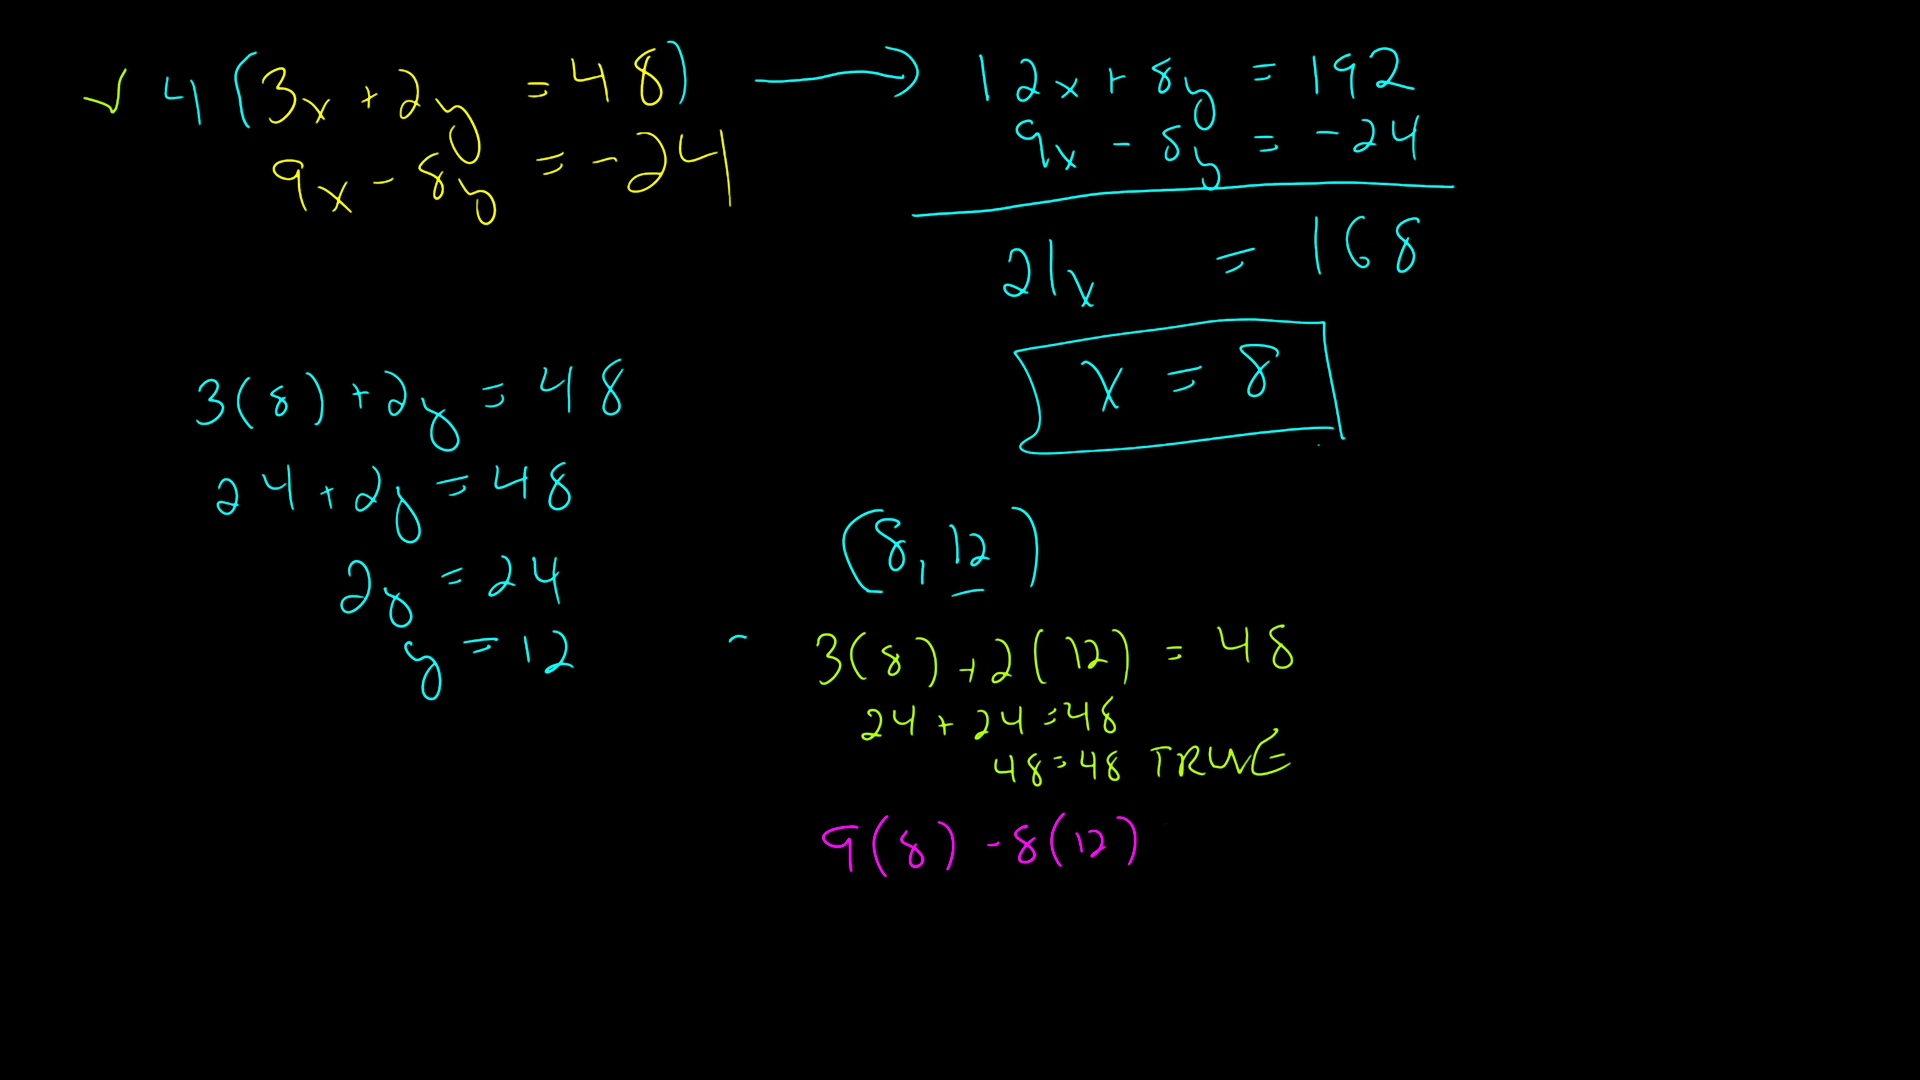 √ 4(3x + 2y = 48) → 12x + 8y = 192
9x - 8y = -24
9x - 8y = -24
21x = 168
x = 8
3(8) + 2y = 48
24 + 2y = 48
2y = 24
y = 12
(8, 12)
3(8) + 2(12) = 48
24 + 24 = 48
48 = 48 TRUE
9(8) - 8(12)